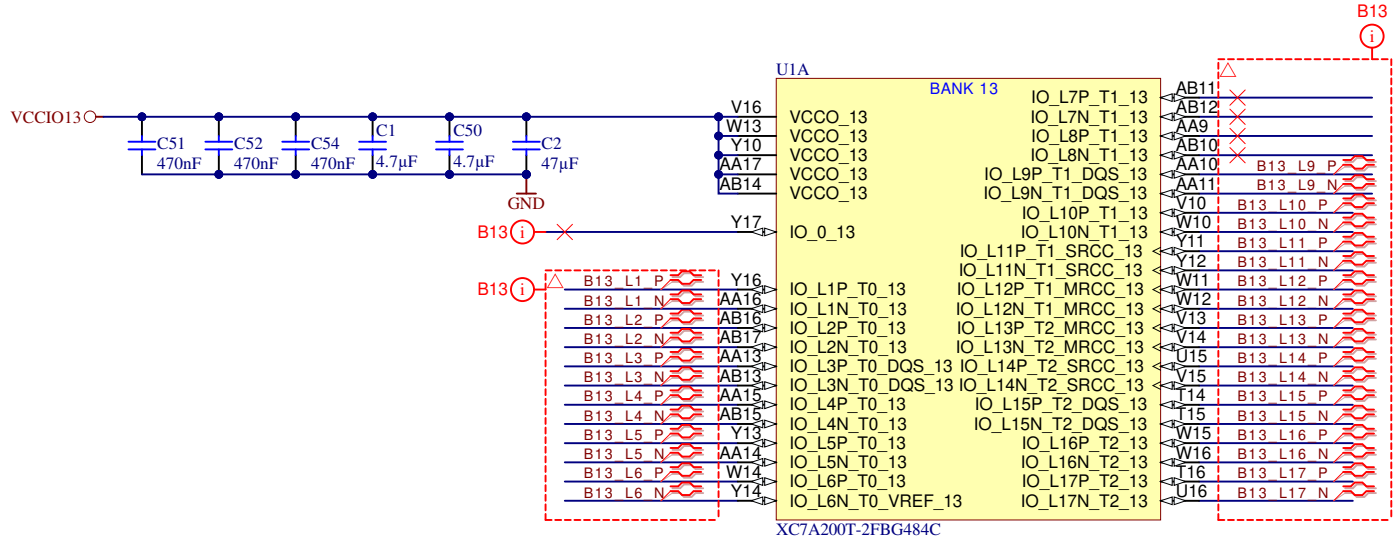 B13
i
U1A
BANK 13
VCCIO13
C51
470nF
C52
470nF
C54
470nF
C1
4.7µF
C50
4.7µF
C2
47µF
GND
V16 VCCO_13
W13 VCCO_13
Y10 VCCO_13
AA17 VCCO_13
AB14 VCCO_13
B13 i Y17 IO_0_13
B13 i
B13_L1_P Y16 IO_L1P_T0_13
B13_L1_N AA16 IO_L1N_T0_13
B13_L2_P AB16 IO_L2P_T0_13
B13_L2_N AB17 IO_L2N_T0_13
B13_L3_P AA13 IO_L3P_T0_DQS_13
B13_L3_N AB13 IO_L3N_T0_DQS_13
B13_L4_P AA15 IO_L4P_T0_13
B13_L4_N AB15 IO_L4N_T0_13
B13_L5_P Y13 IO_L5P_T0_13
B13_L5_N AA14 IO_L5N_T0_13
B13_L6_P W14 IO_L6P_T0_13
B13_L6_N Y14 IO_L6N_T0_VREF_13
IO_L7P_T1_13 AB11
IO_L7N_T1_13 AB12
IO_L8P_T1_13 AA9
IO_L8N_T1_13 AB10
IO_L9P_T1_DQS_13 AA10 B13_L9_P
IO_L9N_T1_DQS_13 AA11 B13_L9_N
IO_L10P_T1_13 V10 B13_L10_P
IO_L10N_T1_13 W10 B13_L10_N
IO_L11P_T1_SRCC_13 Y11 B13_L11_P
IO_L11N_T1_SRCC_13 Y12 B13_L11_N
IO_L12P_T1_MRCC_13 W11 B13_L12_P
IO_L12N_T1_MRCC_13 W12 B13_L12_N
IO_L13P_T2_MRCC_13 V13 B13_L13_P
IO_L13N_T2_MRCC_13 V14 B13_L13_N
IO_L14P_T2_SRCC_13 U15 B13_L14_P
IO_L14N_T2_SRCC_13 V15 B13_L14_N
IO_L15P_T2_DQS_13 T14 B13_L15_P
IO_L15N_T2_DQS_13 T15 B13_L15_N
IO_L16P_T2_13 W15 B13_L16_P
IO_L16N_T2_13 W16 B13_L16_N
IO_L17P_T2_13 T16 B13_L17_P
IO_L17N_T2_13 U16 B13_L17_N
XC7A200T-2FBG484C